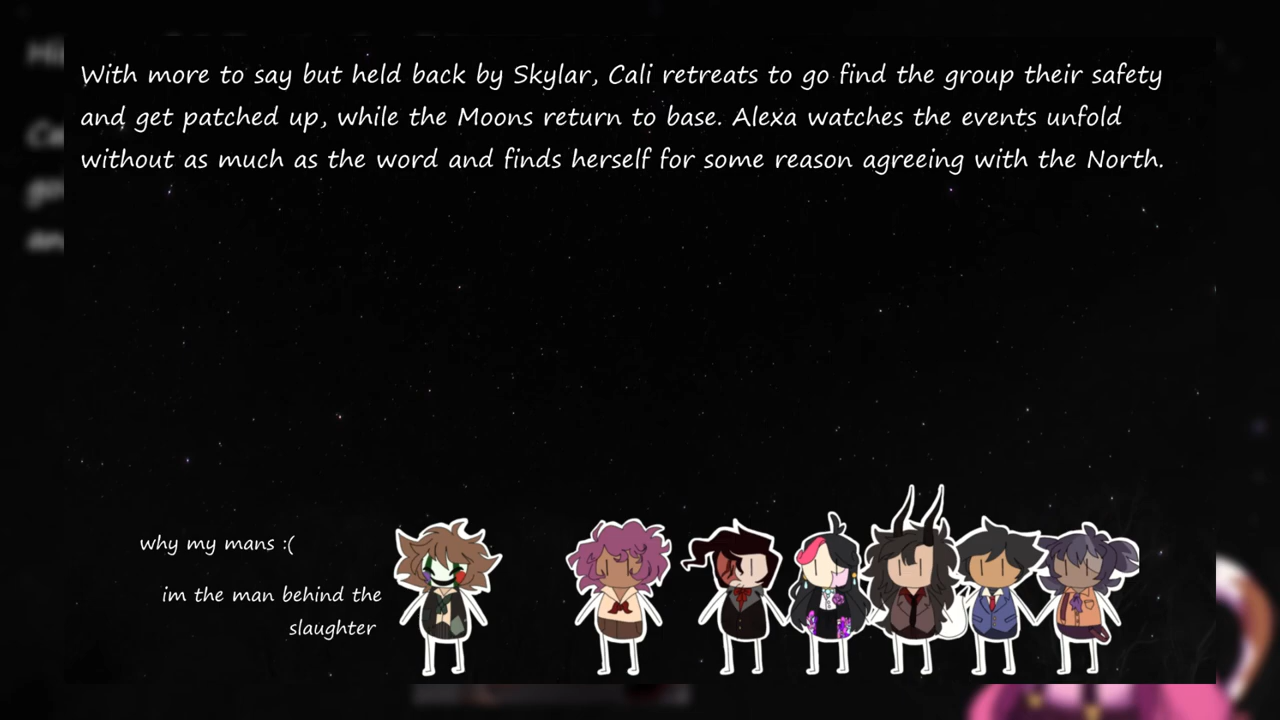 With more to say but held back by Skylar, Cali retreats to go find the group their safety
and get patched up, while the Moons return to base. Alexa watches the events unfold
without as much as the word and finds herself for some reason agreeing with the North.
why my mans :(
im the man behind the
slaughter